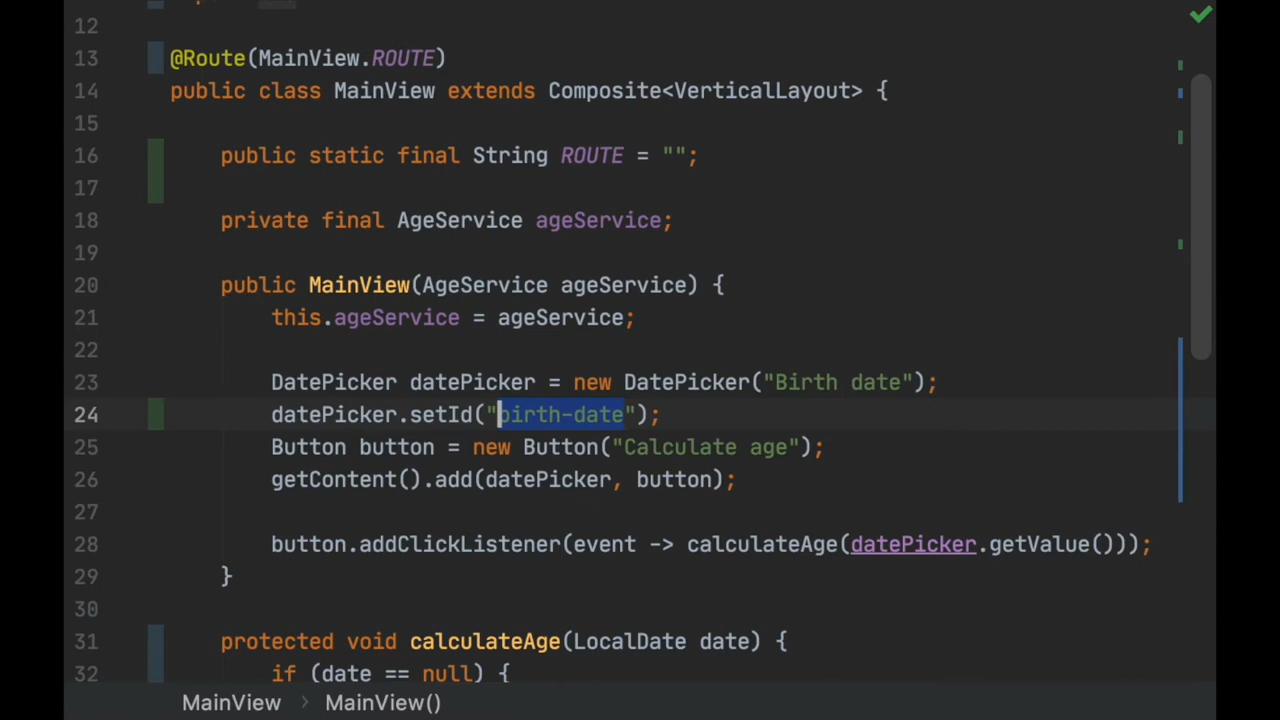 12
13 @Route(MainView.ROUTE)
14 public class MainView extends Composite<VerticalLayout> {
15
16 public static final String ROUTE = "";
17
18 private final AgeService ageService;
19
20 public MainView(AgeService ageService) {
21 this.ageService = ageService;
22
23 DatePicker datePicker = new DatePicker("Birth date");
24 datePicker.setId("birth-date");
25 Button button = new Button("Calculate age");
26 getContent().add(datePicker, button);
27
28 button.addClickListener(event -> calculateAge(datePicker.getValue()));
29 }
30
31 protected void calculateAge(LocalDate date) {
32 if (date == null) {
MainView > MainView()